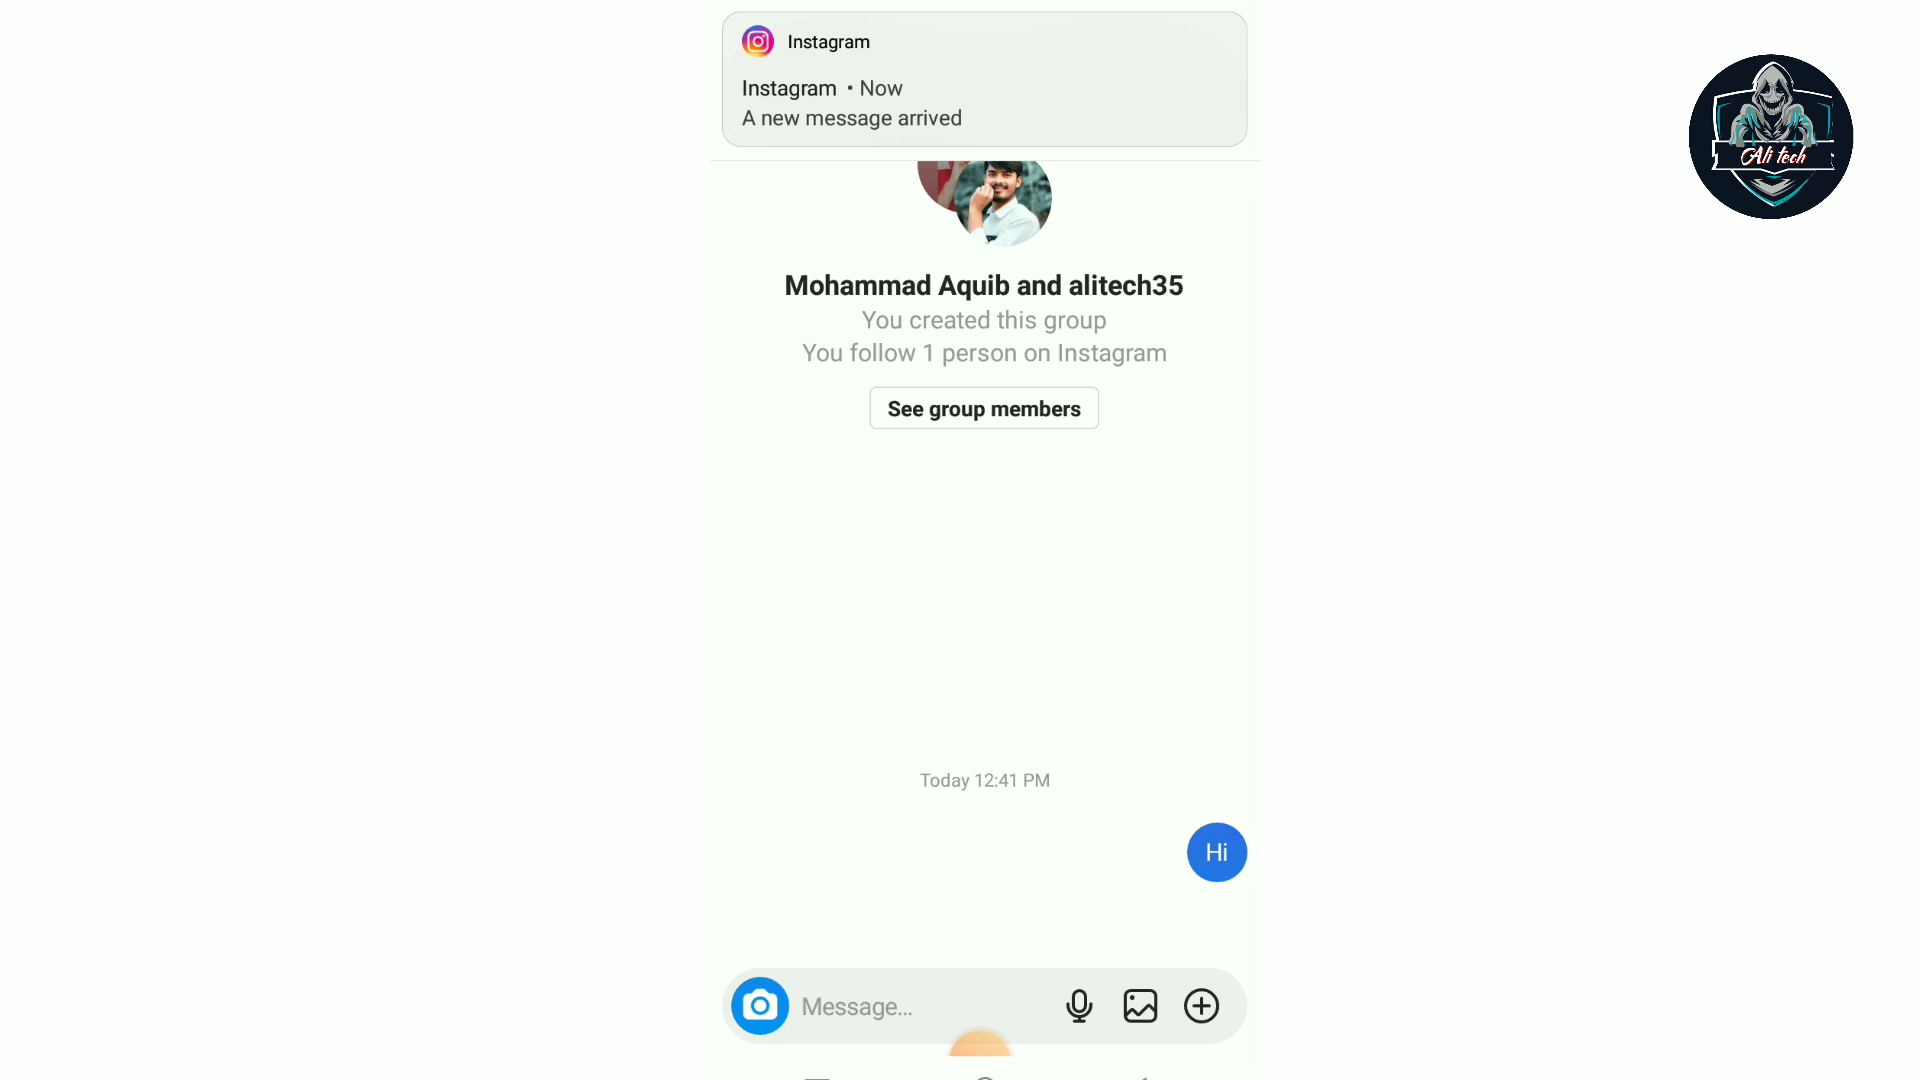 Instagram
Instagram • Now
A new message arrived
Ali tech
Mohammad Aquib and alitech35
You created this group
You follow 1 person on Instagram
See group members
Today 12:41 PM
Hi
Message...